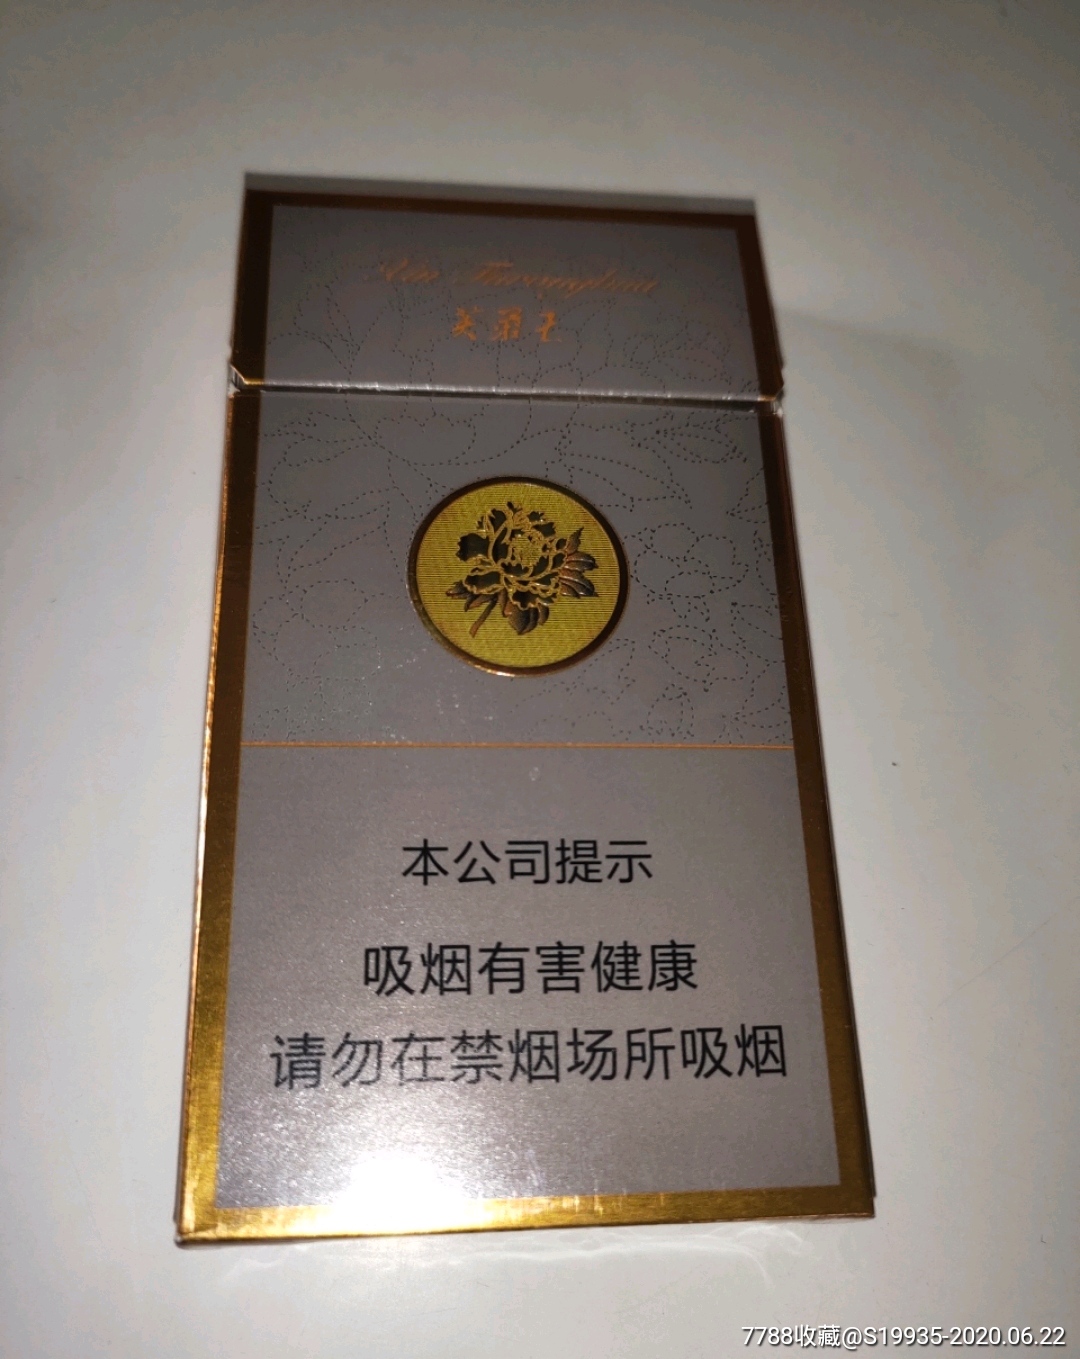 芙蓉王
本公司提示
吸烟有害健康
请勿在禁烟场所吸烟
7788收藏@S19935-2020.06.22